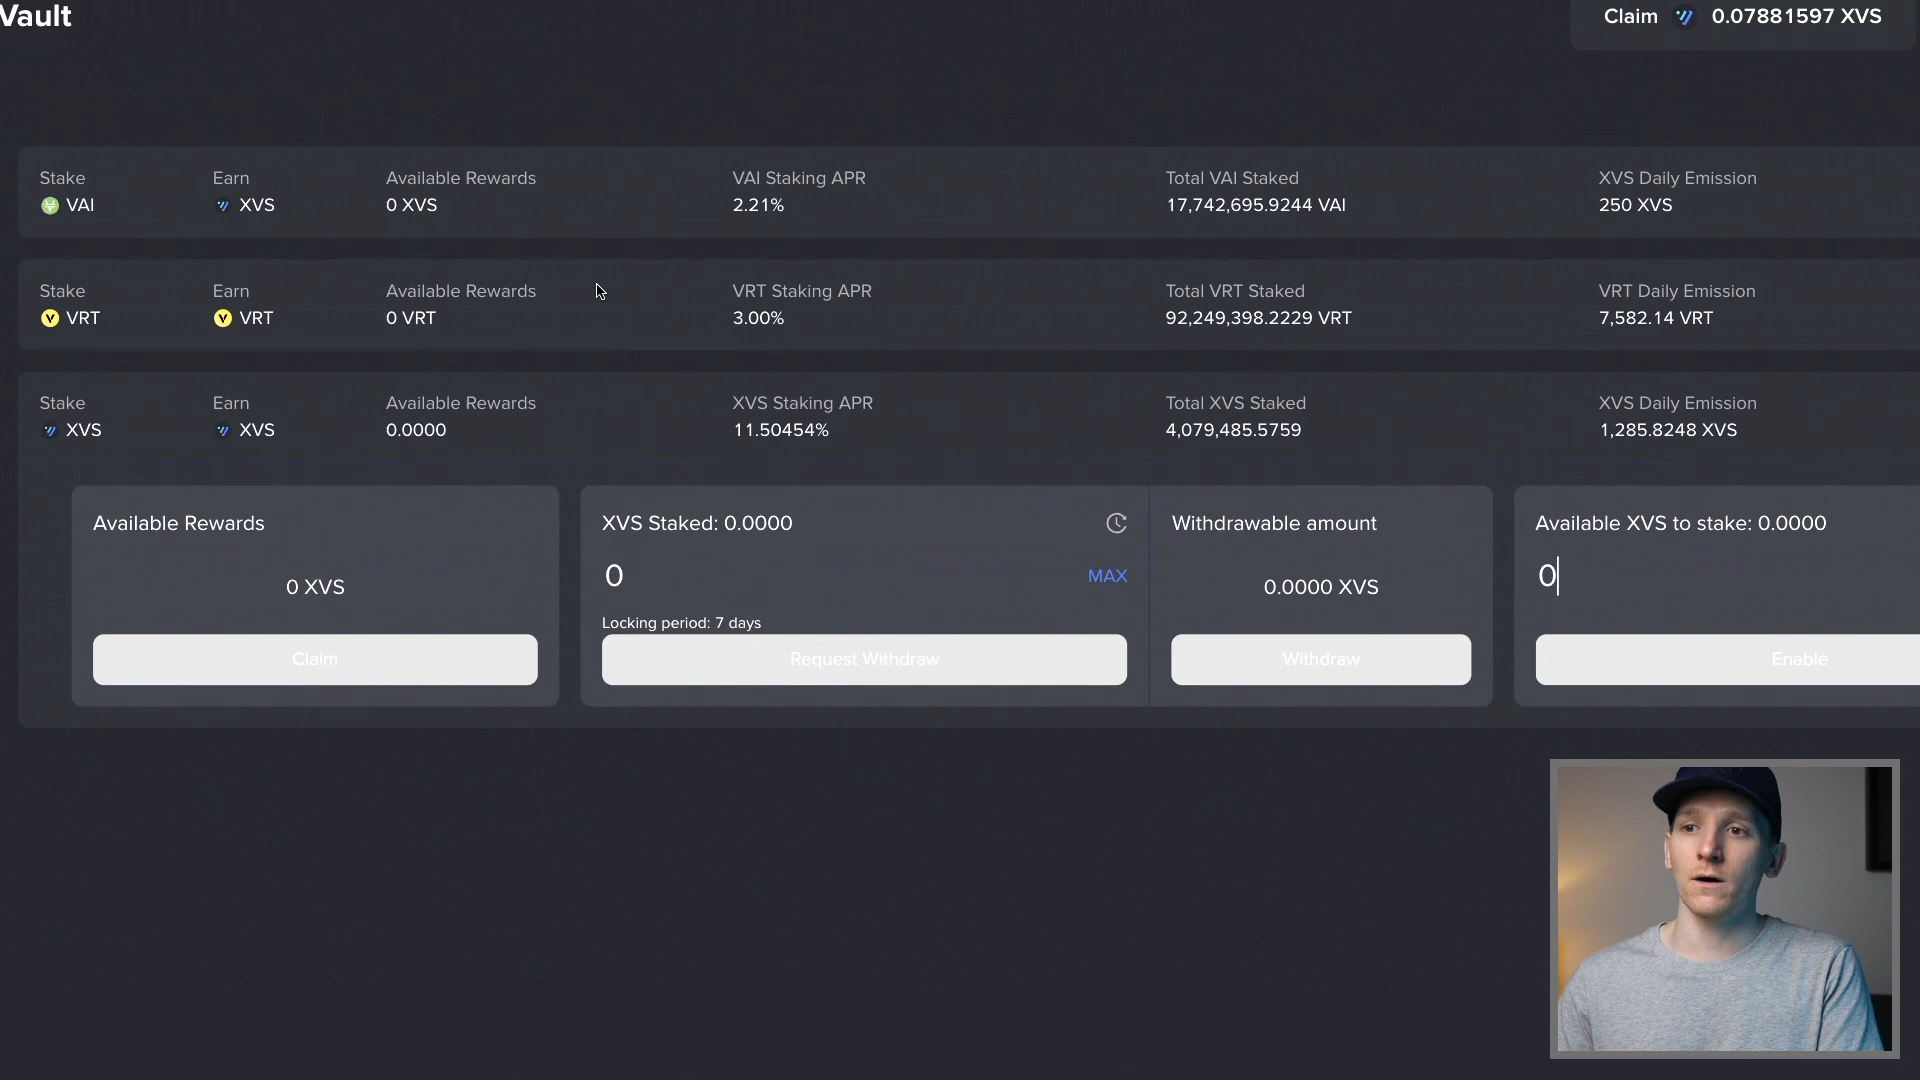 Vault
Claim 0.07881597 XVS
Stake Earn Available Rewards VAI Staking APR Total VAI Staked XVS Daily Emission
VAI XVS 0 XVS 2.21% 17,742,695.9244 VAI 250 XVS
Stake Earn Available Rewards VRT Staking APR Total VRT Staked VRT Daily Emission
VRT VRT 0 VRT 3.00% 92,249,398.2229 VRT 7,582.14 VRT
Stake Earn Available Rewards XVS Staking APR Total XVS Staked XVS Daily Emission
XVS XVS 0.0000 11.50454% 4,079,485.5759 1,285.8248 XVS
Available Rewards
0 XVS
Claim
XVS Staked: 0.0000
0 MAX
Locking period: 7 days
Request Withdraw
Withdrawable amount
0.0000 XVS
Withdraw
Available XVS to stake: 0.0000
0
Enable